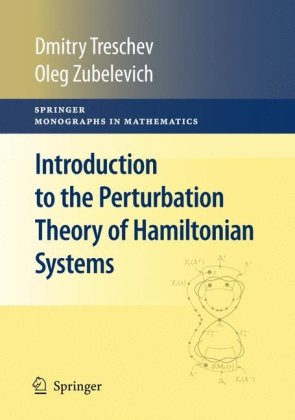 Dmitry Treschev
Oleg Zubelevich
SPRINGER
MONOGRAPHS IN MATHEMATICS
Introduction
to the Perturbation
Theory of Hamiltonian
Systems
Springer